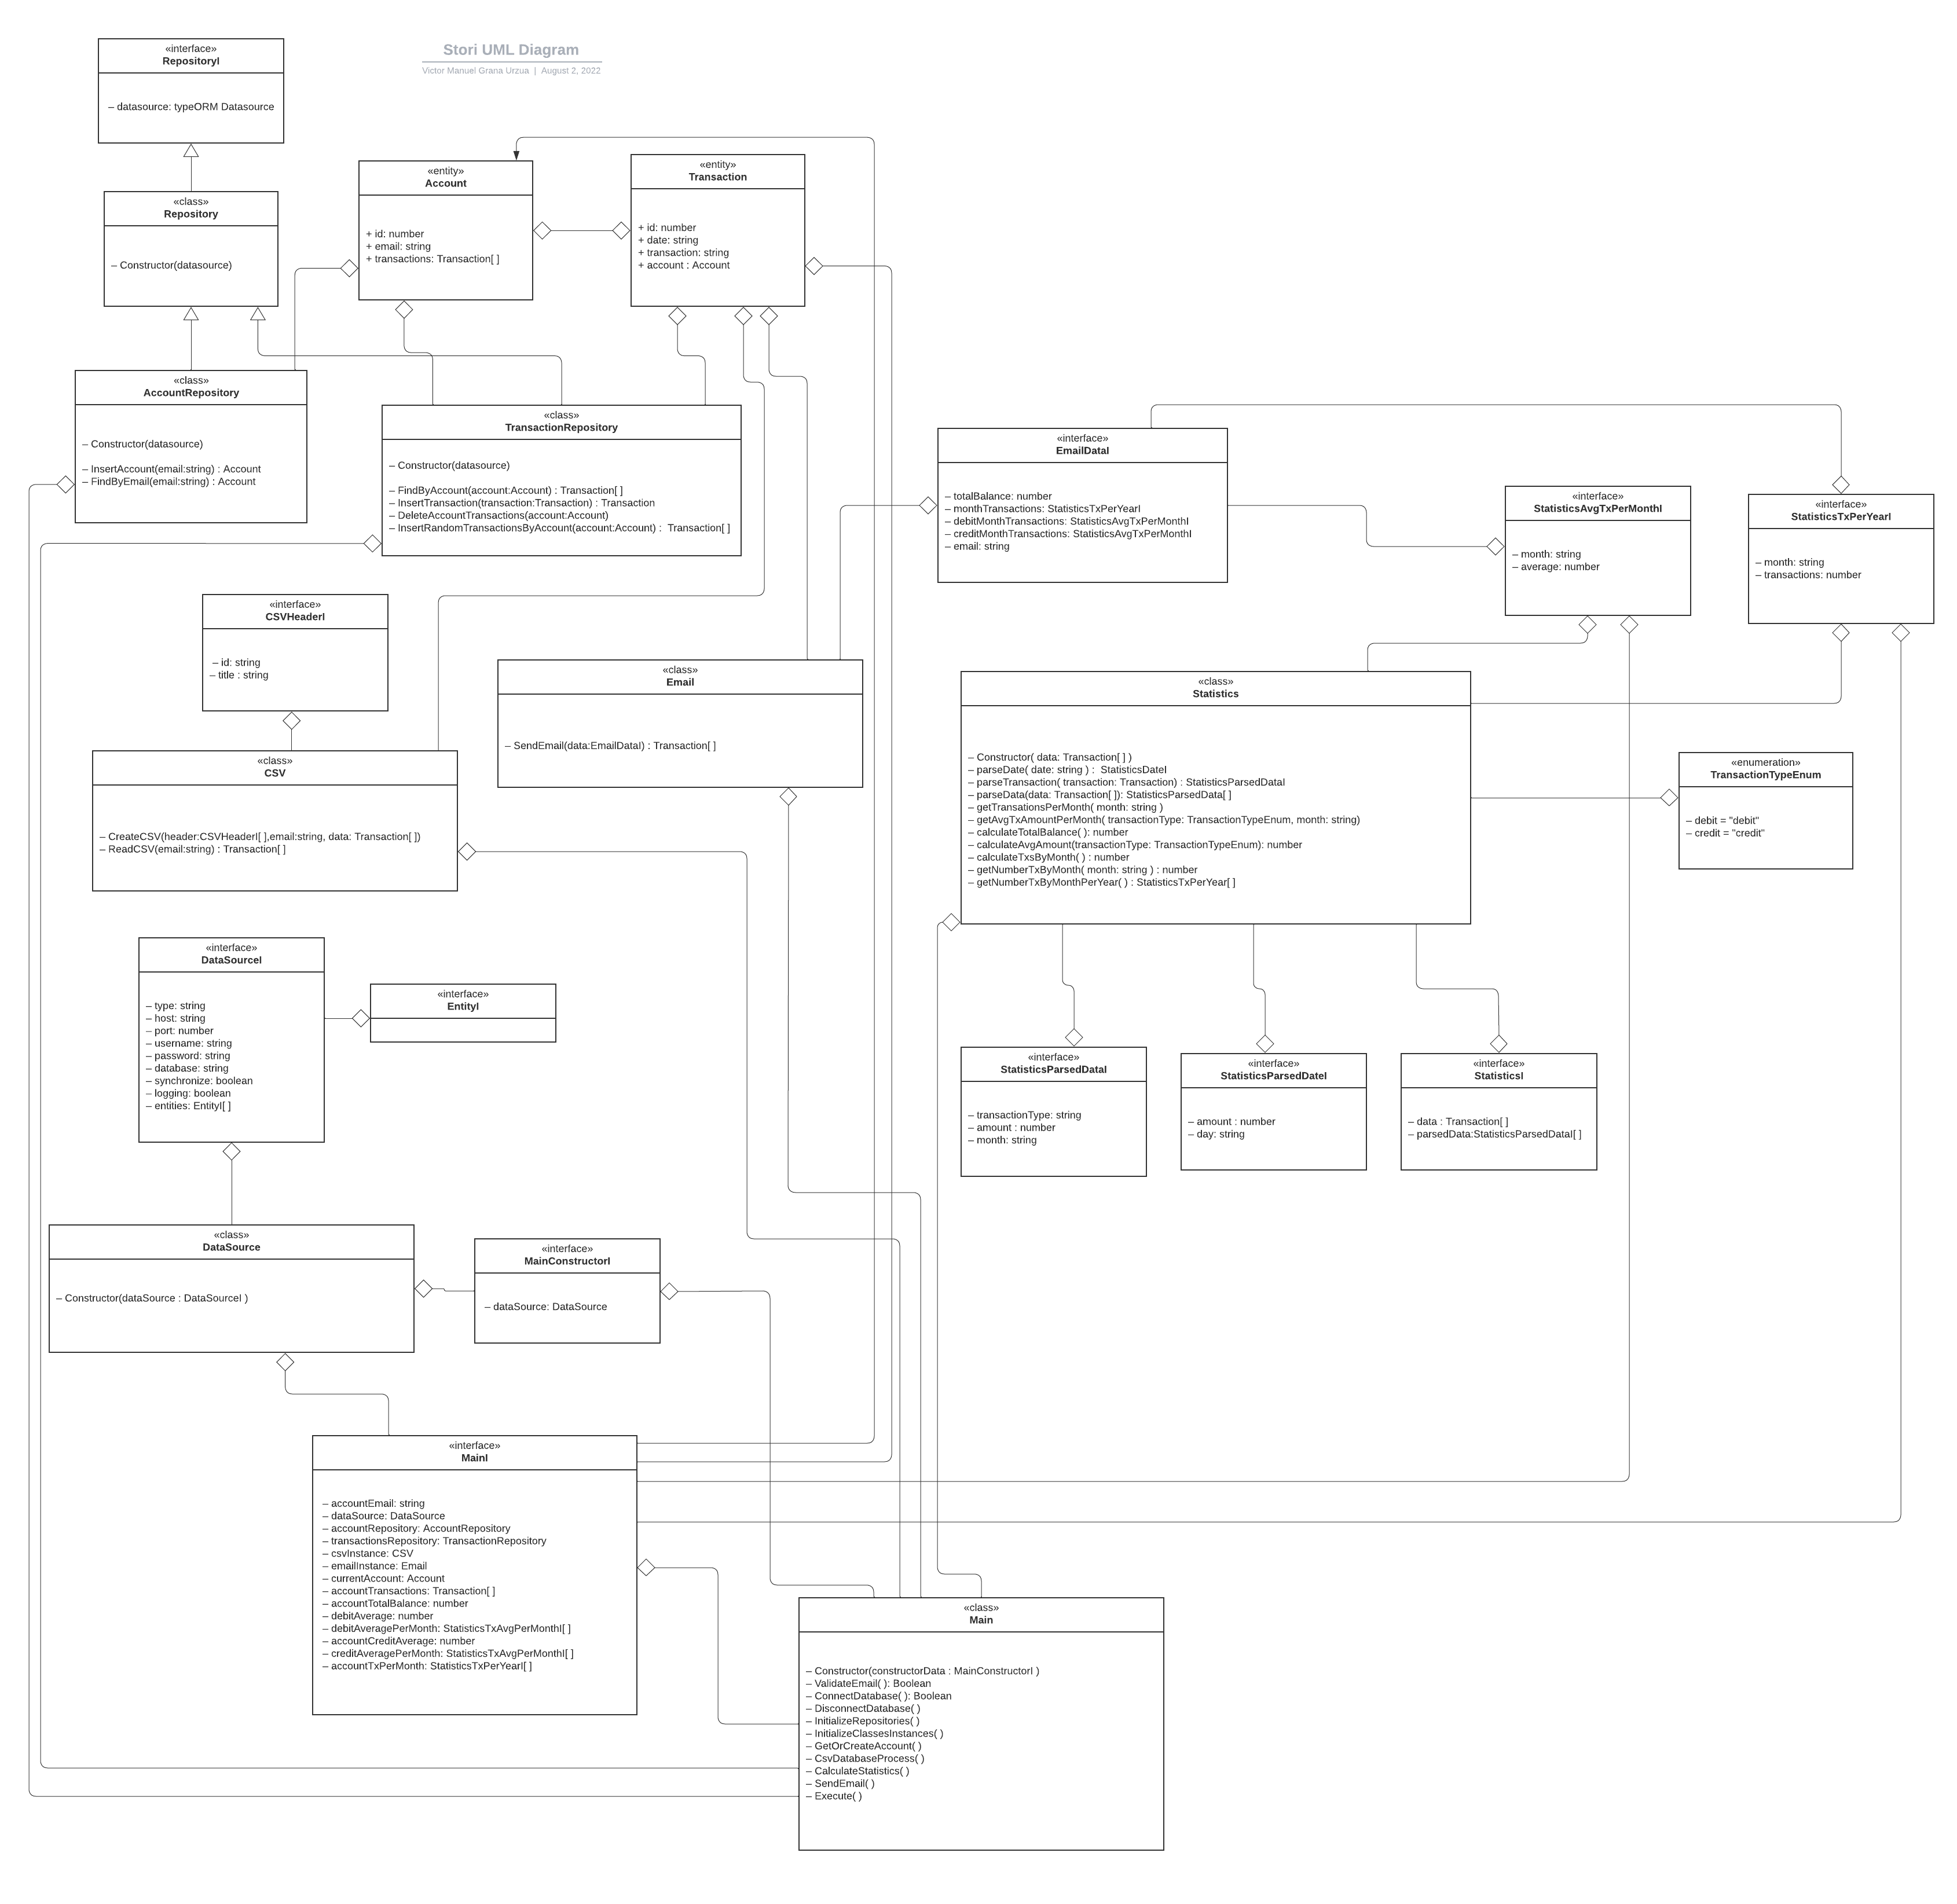 Stori UML Diagram
Victor Manuel Grana Urzua | August 2, 2022
«interface»
RepositoryI
– datasource: typeORM Datasource
«class»
Repository
– Constructor(datasource)
«entity»
Account
+ id: number
+ email: string
+ transactions: Transaction[ ]
«entity»
Transaction
+ id: number
+ date: string
+ transaction: string
+ account : Account
«class»
AccountRepository
– Constructor(datasource)
– InsertAccount(email:string) : Account
– FindByEmail(email:string) : Account
«class»
TransactionRepository
– Constructor(datasource)
– FindByAccount(account:Account) : Transaction[ ]
– InsertTransaction(transaction:Transaction) : Transaction
– DeleteAccountTransactions(account:Account)
– InsertRandomTransactionsByAccount(account:Account) : Transaction[ ]
«interface»
EmailDataI
– totalBalance: number
– monthTransactions: StatisticsTxPerYearI
– debitMonthTransactions: StatisticsAvgTxPerMonthI
– creditMonthTransactions: StatisticsAvgTxPerMonthI
– email: string
«interface»
StatisticsAvgTxPerMonthI
– month: string
– average: number
«interface»
StatisticsTxPerYearI
– month: string
– transactions: number
«interface»
CSVHeaderI
– id: string
– title : string
«class»
Email
– SendEmail(data:EmailDataI) : Transaction[ ]
«class»
Statistics
– Constructor( data: Transaction[ ] )
– parseDate( date: string ) : StatisticsDateI
– parseTransaction( transaction: Transaction) : StatisticsParsedDataI
– parseData(data: Transaction[ ]): StatisticsParsedData[ ]
– getTransationsPerMonth( month: string )
– getAvgTxAmountPerMonth( transactionType: TransactionTypeEnum, month: string)
– calculateTotalBalance( ): number
– calculateAvgAmount(transactionType: TransactionTypeEnum): number
– calculateTxsByMonth( ) : number
– getNumberTxByMonth( month: string ) : number
– getNumberTxByMonthPerYear( ) : StatisticsTxPerYear[ ]
«enumeration»
TransactionTypeEnum
– debit = "debit"
– credit = "credit"
«class»
CSV
– CreateCSV(header:CSVHeaderI[ ],email:string, data: Transaction[ ])
– ReadCSV(email:string) : Transaction[ ]
«interface»
DataSourceI
– type: string
– host: string
– port: number
– username: string
– password: string
– database: string
– synchronize: boolean
– logging: boolean
– entities: EntityI[ ]
«interface»
EntityI
«interface»
StatisticsParsedDataI
– transactionType: string
– amount : number
– month: string
«interface»
StatisticsParsedDateI
– amount : number
– day: string
«interface»
StatisticsI
– data : Transaction[ ]
– parsedData:StatisticsParsedDataI[ ]
«class»
DataSource
– Constructor(dataSource : DataSourceI )
«interface»
MainConstructorI
– dataSource: DataSource
«interface»
MainI
– accountEmail: string
– dataSource: DataSource
– accountRepository: AccountRepository
– transactionsRepository: TransactionRepository
– csvInstance: CSV
– emailInstance: Email
– currentAccount: Account
– accountTransactions: Transaction[ ]
– accountTotalBalance: number
– debitAverage: number
– debitAveragePerMonth: StatisticsTxAvgPerMonthI[ ]
– accountCreditAverage: number
– creditAveragePerMonth: StatisticsTxAvgPerMonthI[ ]
– accountTxPerMonth: StatisticsTxPerYearI[ ]
«class»
Main
– Constructor(constructorData : MainConstructorI )
– ValidateEmail( ): Boolean
– ConnectDatabase( ): Boolean
– DisconnectDatabase( )
– InitializeRepositories( )
– InitializeClassesInstances( )
– GetOrCreateAccount( )
– CsvDatabaseProcess( )
– CalculateStatistics( )
– SendEmail( )
– Execute( )